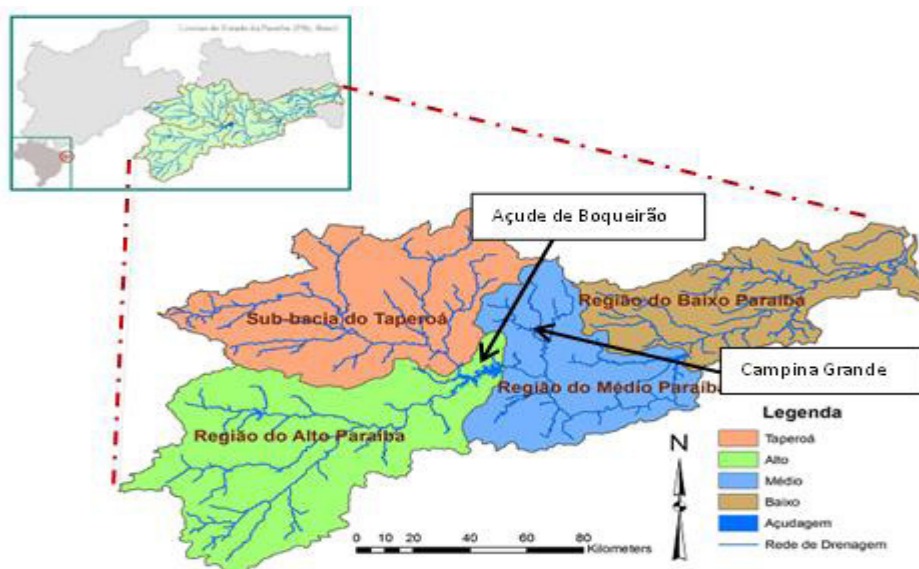 Açude de Boqueirão
Região do Baixo Paraíba
Sub-bacia do Taperoá
Campina Grande
Região do Médio Paraíba
Região do Alto Paraíba
Legenda
N
Taperoá
Alto
Médio
Baixo
Açudagem
Rede de Drenagem
0 10 20 40 60 80
Kilometers